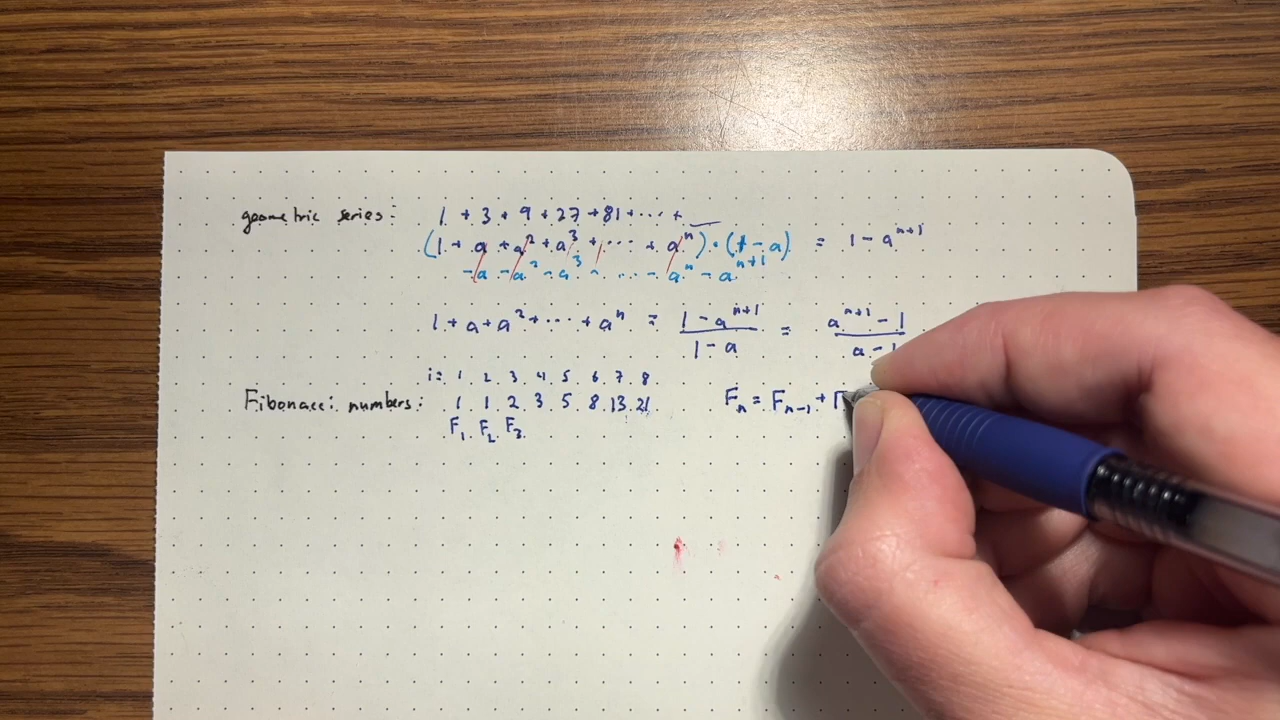 geometric series: 1 + 3 + 9 + 27 + 81 + ... +
(1 + a + a² + a³ + ... + aⁿ) · (1 - a) = 1 - aⁿ⁺¹
- a - a² - a³ - ... - aⁿ - aⁿ⁺¹
1 + a + a² + ... + aⁿ = (1 - aⁿ⁺¹)/(1 - a) = (aⁿ⁺¹ - 1)/(a - 1
i= 1 2 3 4 5 6 7 8
Fibonacci numbers: 1 1 2 3 5 8 13 21 Fₙ = Fₙ₋₁ +
F₁ F₂ F₃